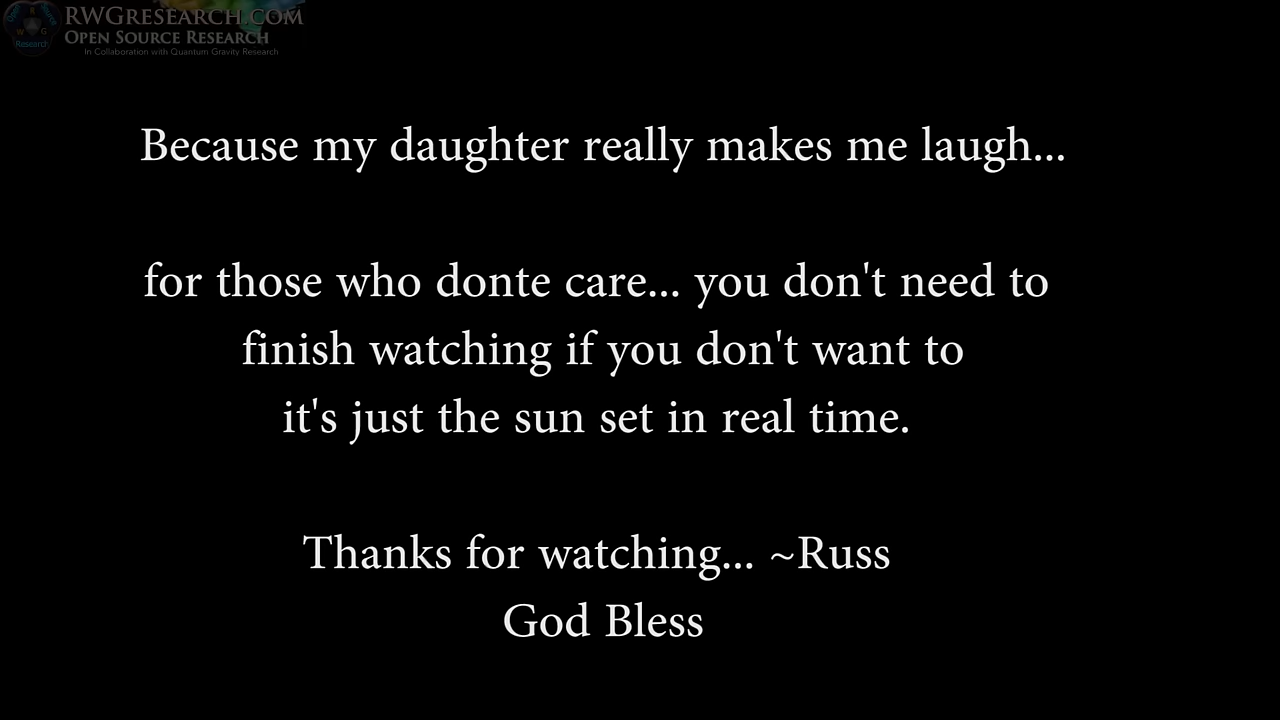 RWGresearch.com
Open Source Research
In Collaboration with Quantum Gravity Research
Because my daughter really makes me laugh...
for those who donte care... you don't need to
finish watching if you don't want to
it's just the sun set in real time.
Thanks for watching... ~Russ
God Bless